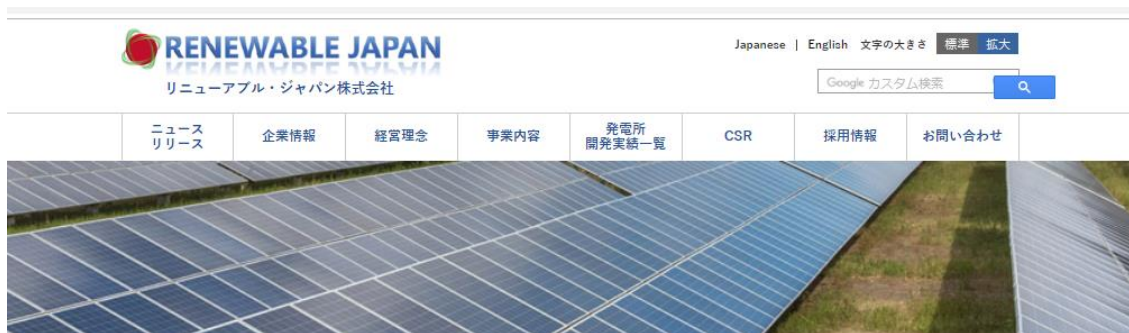 RENEWABLE JAPAN
リニューアブル・ジャパン株式会社
Japanese | English 文字の大きさ 標準 拡大
Google カスタム検索
ニュース
リリース
企業情報
経営理念
事業内容
発電所
開発実績一覧
CSR
採用情報
お問い合わせ